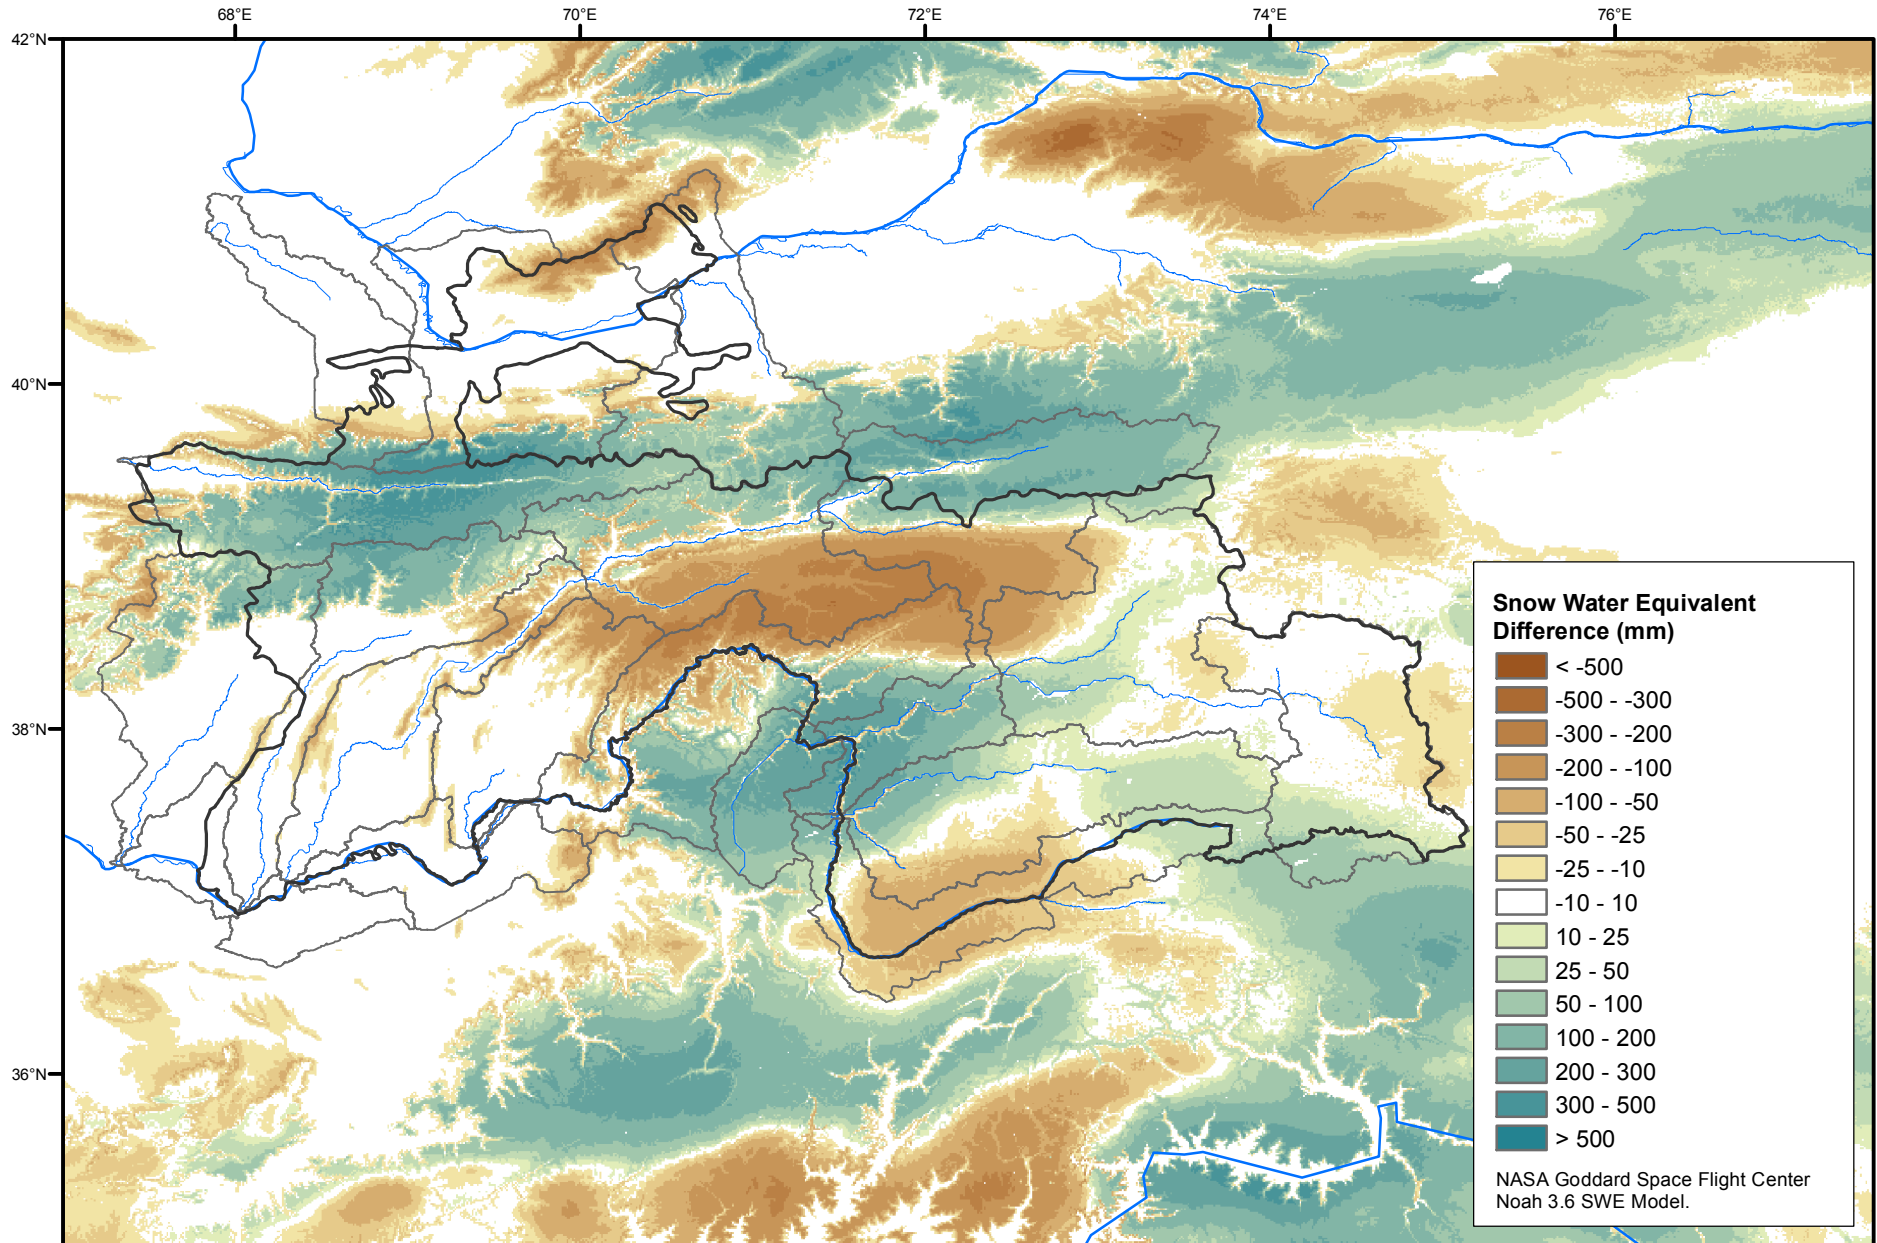 68°E
70°E
72°E
74°E
76°E
42°N
40°N
38°N
36°N
Snow Water Equivalent
Difference (mm)
< -500
-500 - -300
-300 - -200
-200 - -100
-100 - -50
-50 - -25
-25 - -10
-10 - 10
10 - 25
25 - 50
50 - 100
100 - 200
200 - 300
300 - 500
> 500
NASA Goddard Space Flight Center
Noah 3.6 SWE Model.